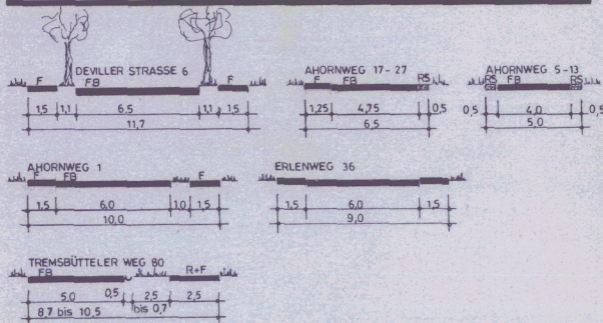 DEVILLER STRASSE 6
F FB F
1,5 1,1 6,5 1,1 1,5
11,7
AHORNWEG 17-27
F FB RS
1,25 4,75 0,5
6,5
AHORNWEG 5-13
RS FB RS
0,5 4,0 0,5
5,0
AHORNWEG 1
F FB F
1,5 6,0 1,0 1,5
10,0
ERLENWEG 36
1,5 6,0 1,5
9,0
TREMSBÜTTELER WEG 80
FB R+F
5,0 0,5 2,5 2,5
8,7 bis 10,5 bis 0,7